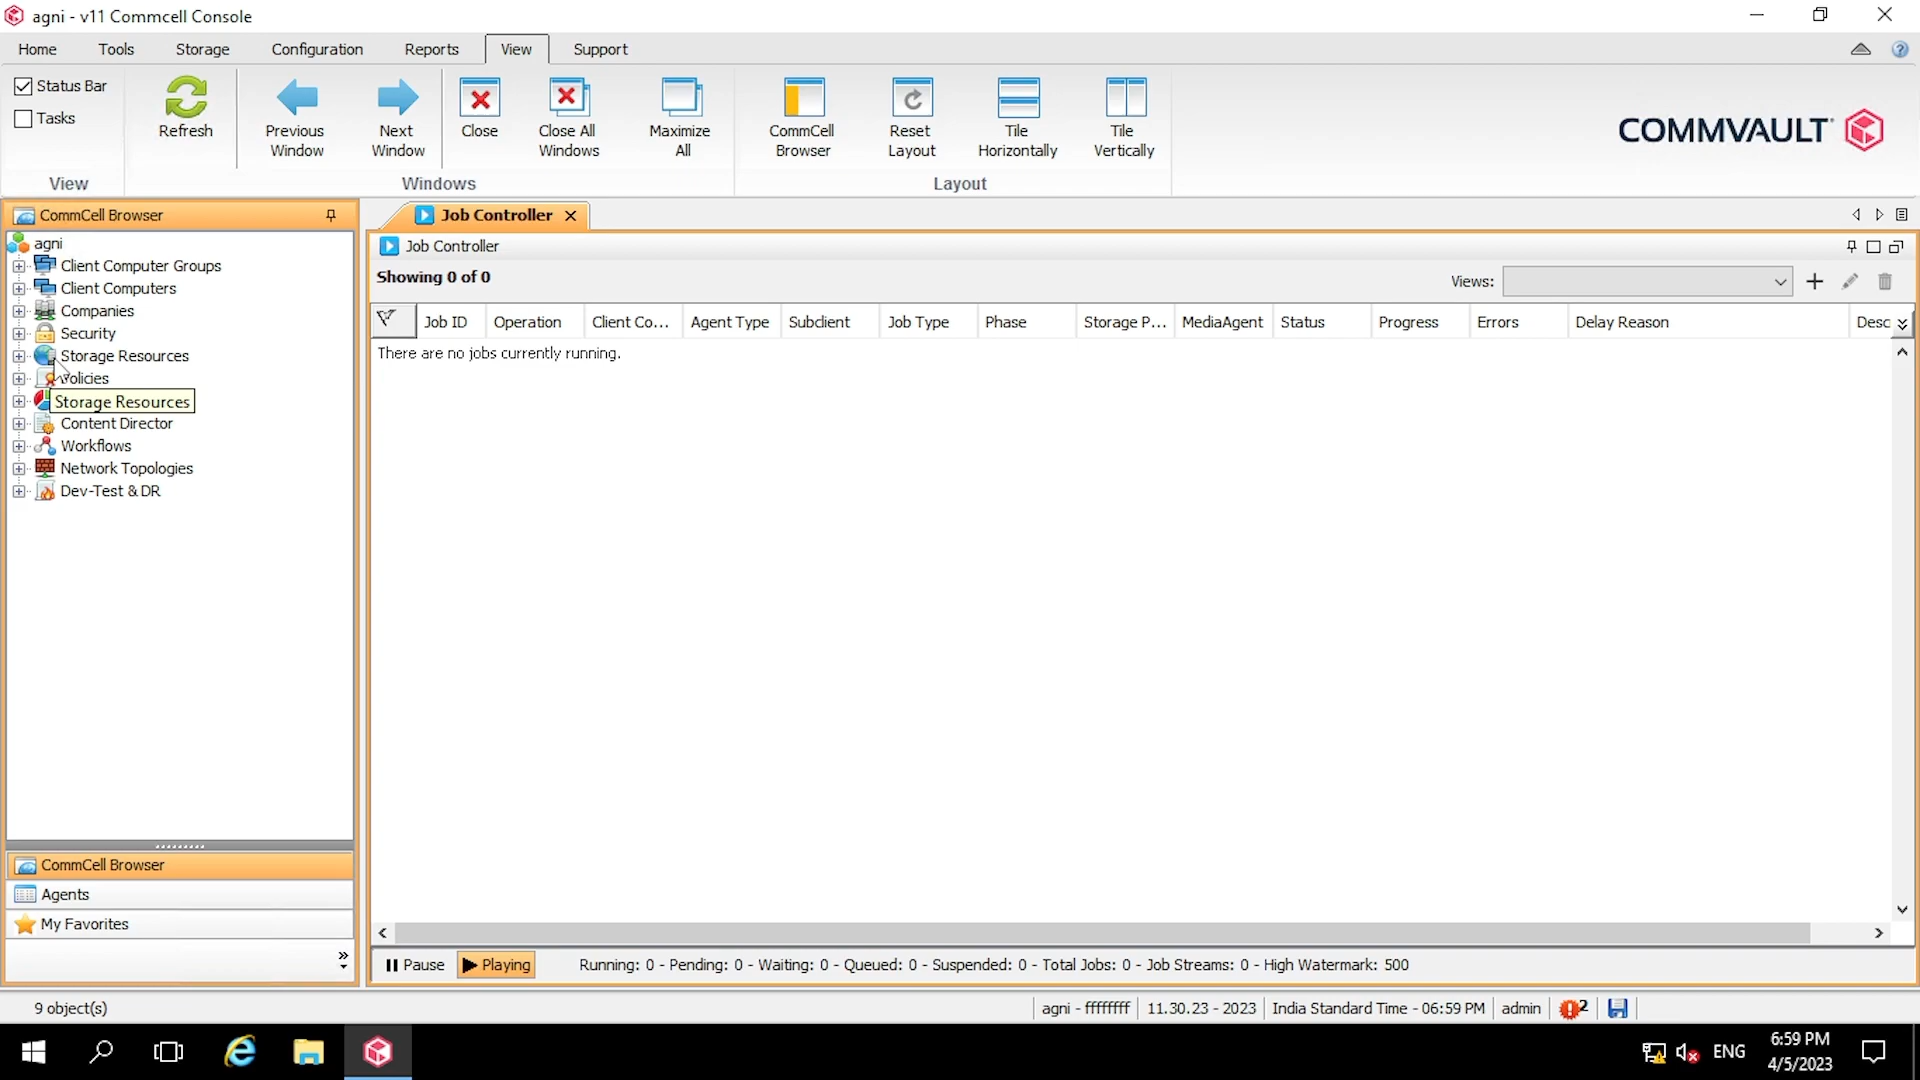 agni - v11 Commcell Console
Home Tools Storage Configuration Reports View Support
Status Bar
Tasks
Refresh
Previous Window
Next Window
Close
Close All Windows
Maximize All
CommCell Browser
Reset Layout
Tile Horizontally
Tile Vertically
View Windows Layout
COMMVAULT
CommCell Browser
agni
Client Computer Groups
Client Computers
Companies
Security
Storage Resources
Policies
Storage Resources
Content Director
Workflows
Network Topologies
Dev-Test & DR
CommCell Browser
Agents
My Favorites
Job Controller
Job Controller
Showing 0 of 0
Views:
Job ID Operation Client Co... Agent Type Subclient Job Type Phase Storage P... MediaAgent Status Progress Errors Delay Reason Desc
There are no jobs currently running.
Pause Playing Running: 0 - Pending: 0 - Waiting: 0 - Queued: 0 - Suspended: 0 - Total Jobs: 0 - Job Streams: 0 - High Watermark: 500
9 object(s) agni - ffffffff 11.30.23 - 2023 India Standard Time - 06:59 PM admin 2
ENG
6:59 PM
4/5/2023